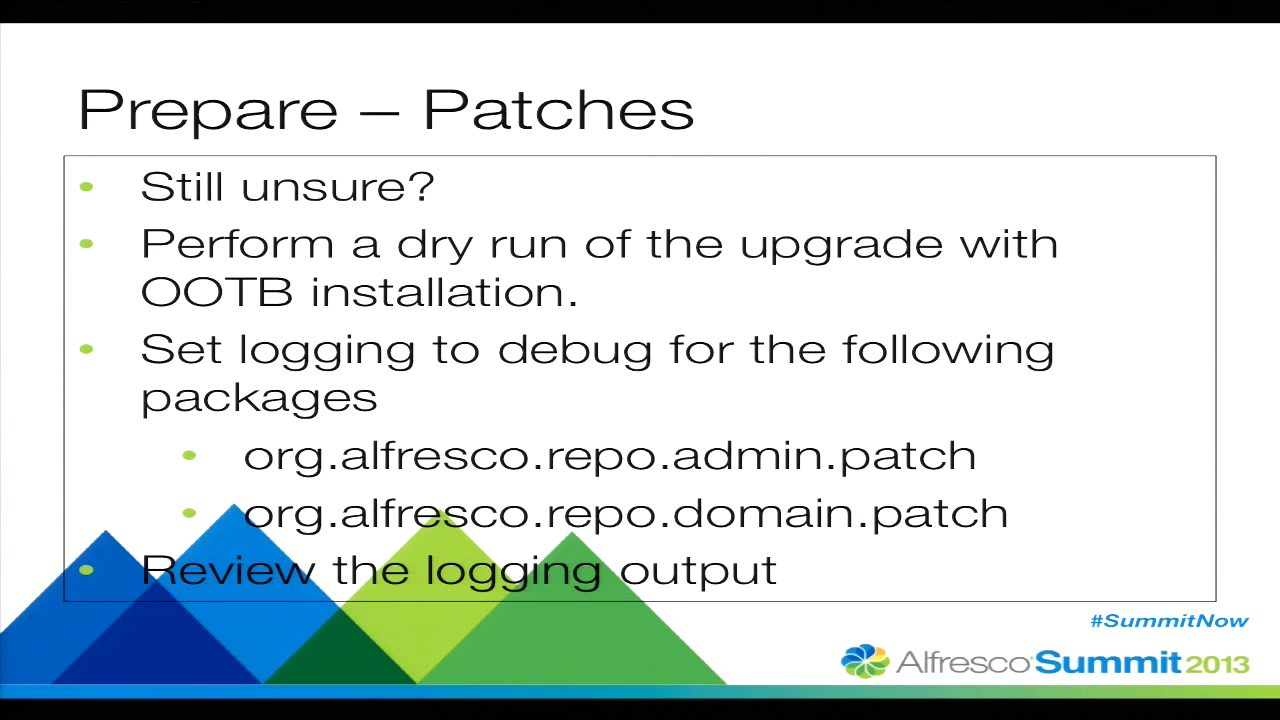 Prepare – Patches
• Still unsure?
• Perform a dry run of the upgrade with
OOTB installation.
• Set logging to debug for the following
packages
• org.alfresco.repo.admin.patch
• org.alfresco.repo.domain.patch
• Review the logging output
#SummitNow
Alfresco Summit 2013